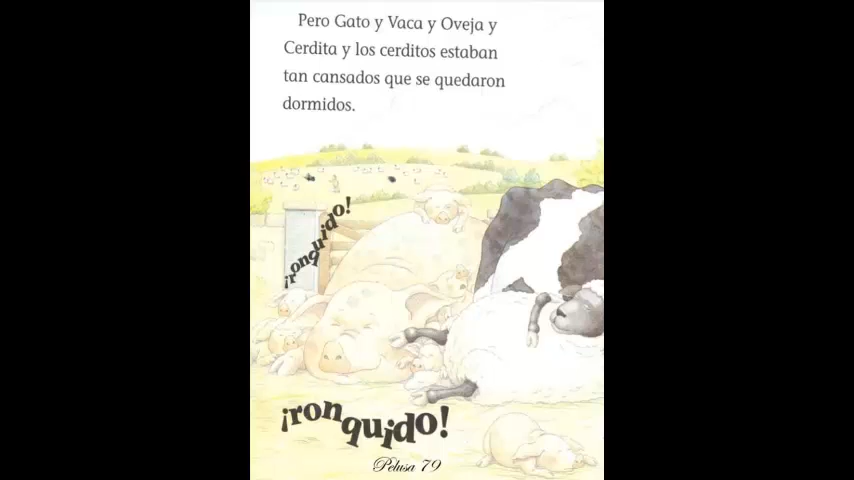 Pero Gato y Vaca y Oveja y
Cerdita y los cerditos estaban
tan cansados que se quedaron
dormidos.
¡ronquido!
¡ronquido!
Pelusa 79